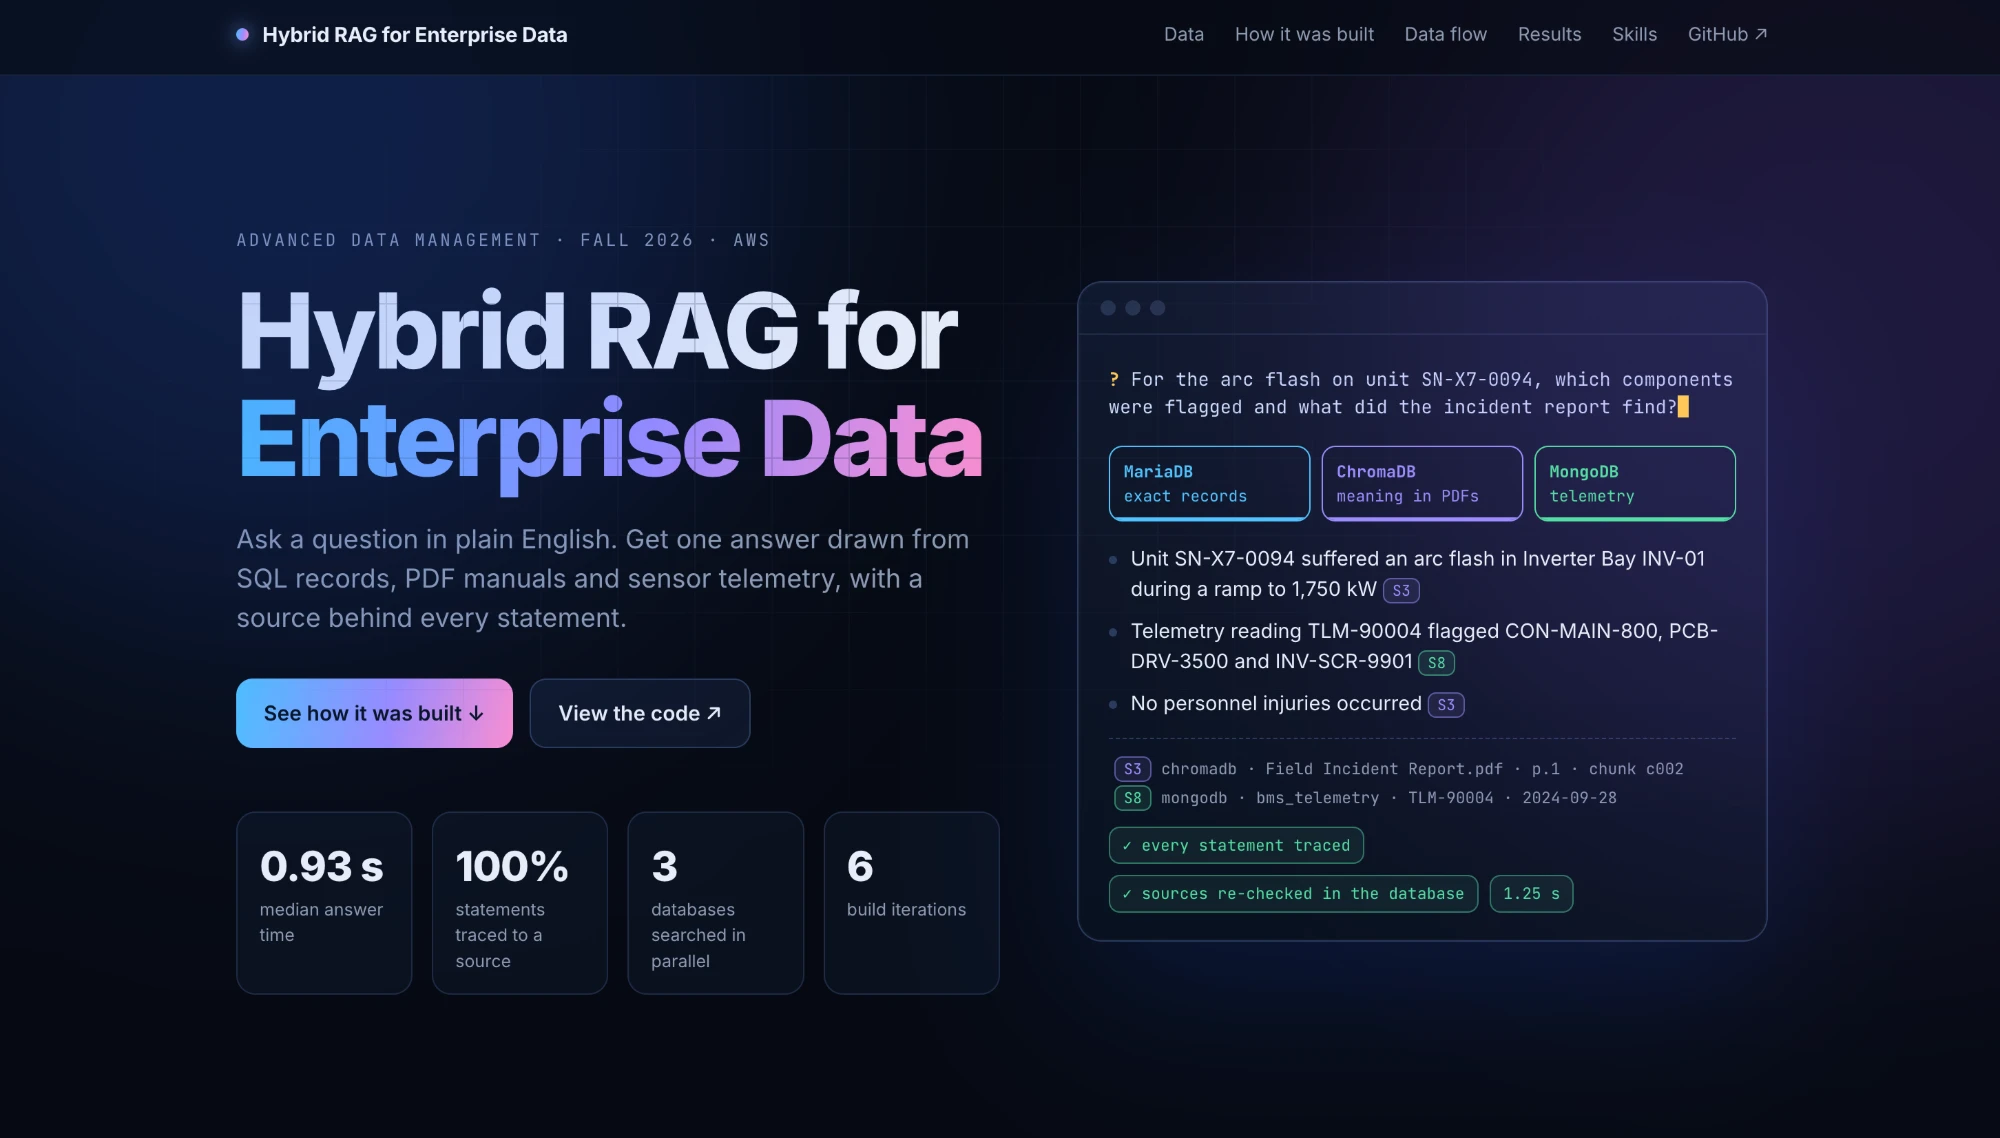 Hybrid RAG for Enterprise Data
Data
How it was built
Data flow
Results
Skills
GitHub ↗
ADVANCED DATA MANAGEMENT · FALL 2026 · AWS
Hybrid RAG for
Enterprise Data
Ask a question in plain English. Get one answer drawn from
SQL records, PDF manuals and sensor telemetry, with a
source behind every statement.
See how it was built ↓
View the code ↗
0.93 s
median answer
time
100%
statements
traced to a
source
3
databases
searched in
parallel
6
build iterations
? For the arc flash on unit SN-X7-0094, which components
were flagged and what did the incident report find?
MariaDB
exact records
ChromaDB
meaning in PDFs
MongoDB
telemetry
Unit SN-X7-0094 suffered an arc flash in Inverter Bay INV-01
during a ramp to 1,750 kW S3
Telemetry reading TLM-90004 flagged CON-MAIN-800, PCB-
DRV-3500 and INV-SCR-9901 S8
No personnel injuries occurred S3
S3 chromadb · Field Incident Report.pdf · p.1 · chunk c002
S8 mongodb · bms_telemetry · TLM-90004 · 2024-09-28
✓ every statement traced
✓ sources re-checked in the database
1.25 s